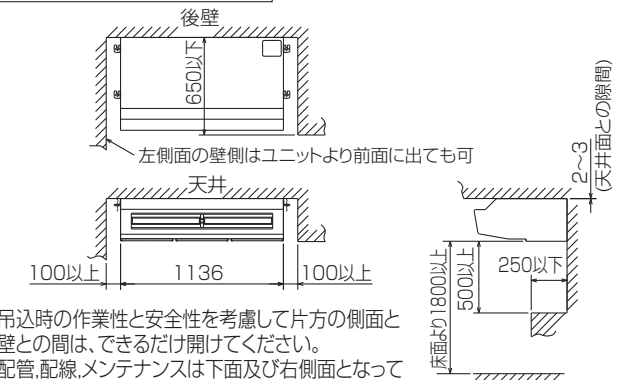 後壁
650以下
左側面の壁側はユニットより前面に出ても可
2~3
(天井面との隙間)
天井
100以上
1136
100以上
床面より1800以上
500以上
250以下
吊込時の作業性と安全性を考慮して片方の側面と
壁との間は、できるだけ開けてください。
配管,配線,メンテナンスは下面及び右側面となって